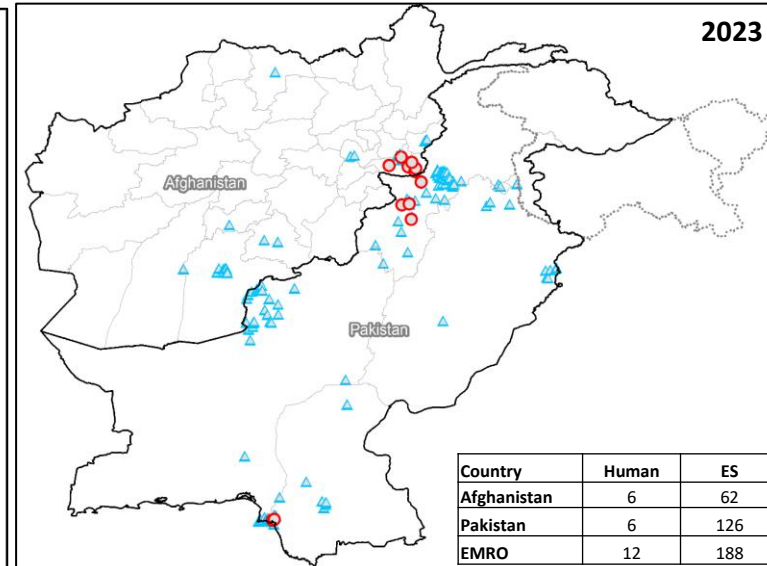 2023
Afghanistan
Pakistan
Country Human ES
Afghanistan 6 62
Pakistan 6 126
EMRO 12 188